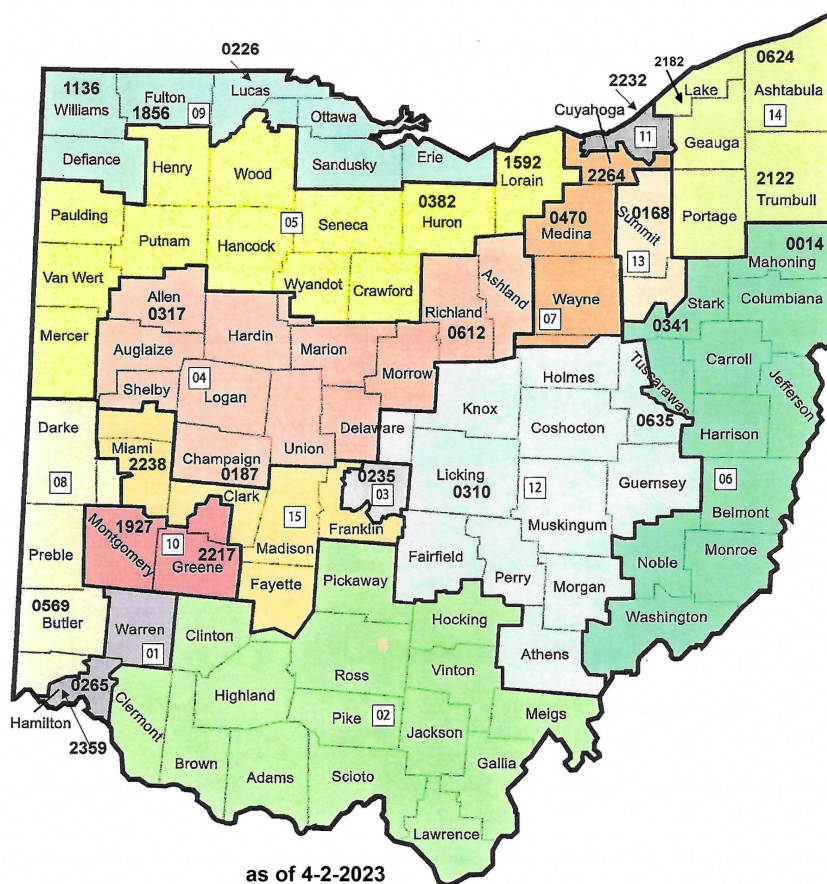 0226
2182
0624
1136
Williams
Fulton
1856
09
Lucas
Ottawa
2232
Cuyahoga
11
Lake
Ashtabula
14
Geauga
Defiance
Henry
Wood
Sandusky
Erie
1592
Lorain
2264
2122
Trumbull
Portage
Paulding
Putnam
Hancock
05
Seneca
0382
Huron
0470
Medina
0168
Summit
13
0014
Mahoning
Van Wert
Wyandot
Crawford
Ashland
Stark
Columbiana
Mercer
Allen
0317
Hardin
Marion
Richland
0612
Wayne
07
0341
Auglaize
Morrow
Holmes
Tuscarawas
Carroll
Jefferson
Shelby
04
Logan
Knox
Coshocton
0635
Harrison
Darke
Miami
2238
Champaign
0187
Union
Delaware
Licking
0310
12
Guernsey
06
Belmont
08
Clark
0235
03
15
Franklin
Muskingum
Preble
Montgomery
1927
10
Greene
2217
Madison
Fairfield
Perry
Morgan
Noble
Monroe
Fayette
Pickaway
Washington
0569
Butler
Warren
01
Clinton
Hocking
Athens
Ross
Vinton
0265
Hamilton
2359
Clermont
Highland
Pike
02
Jackson
Meigs
Gallia
Brown
Adams
Scioto
Lawrence
as of 4-2-2023